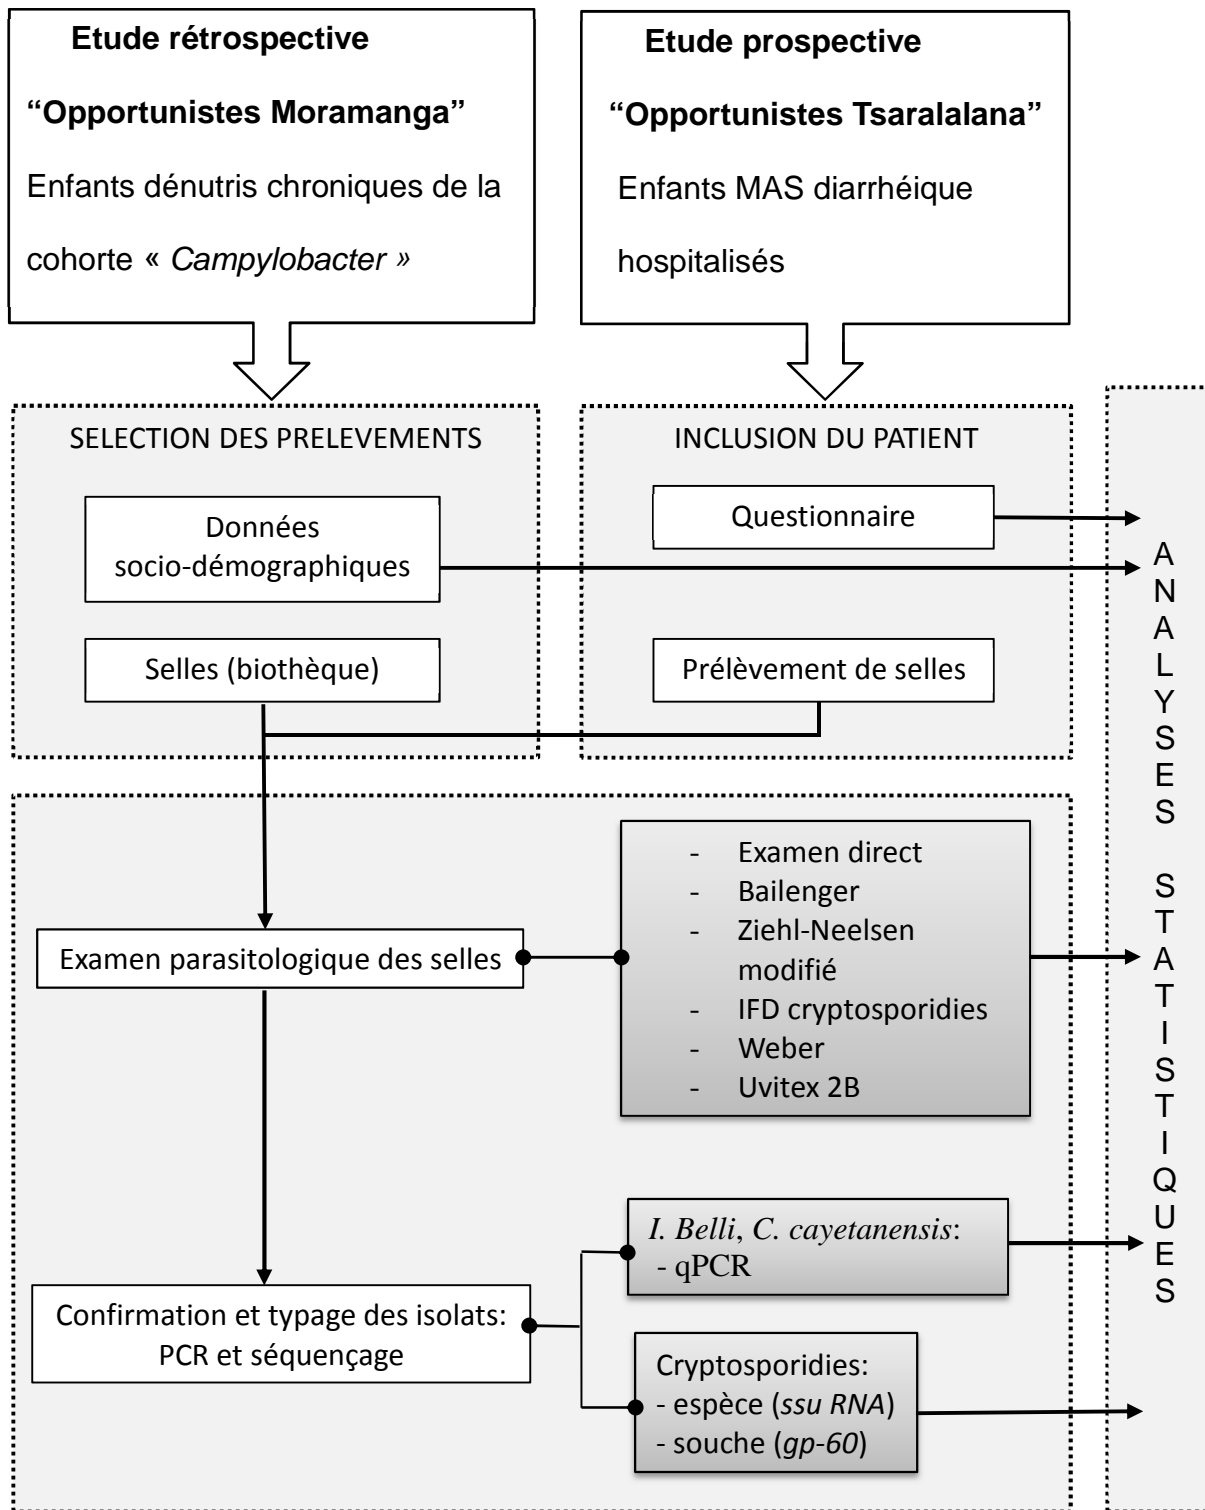 Etude rétrospective
“Opportunistes Moramanga”
Enfants dénutris chroniques de la
cohorte « Campylobacter »
Etude prospective
“Opportunistes Tsaralalana”
Enfants MAS diarrhéique
hospitalisés
SELECTION DES PRELEVEMENTS
Données
socio-démographiques
Selles (biothèque)
INCLUSION DU PATIENT
Questionnaire
Prélèvement de selles
Examen parasitologique des selles
- Examen direct
- Bailenger
- Ziehl-Neelsen
modifié
- IFD cryptosporidies
- Weber
- Uvitex 2B
Confirmation et typage des isolats:
PCR et séquençage
I. Belli, C. cayetanensis:
- qPCR
Cryptosporidies:
- espèce (ssu RNA)
- souche (gp-60)
ANALYSES STATISTIQUES